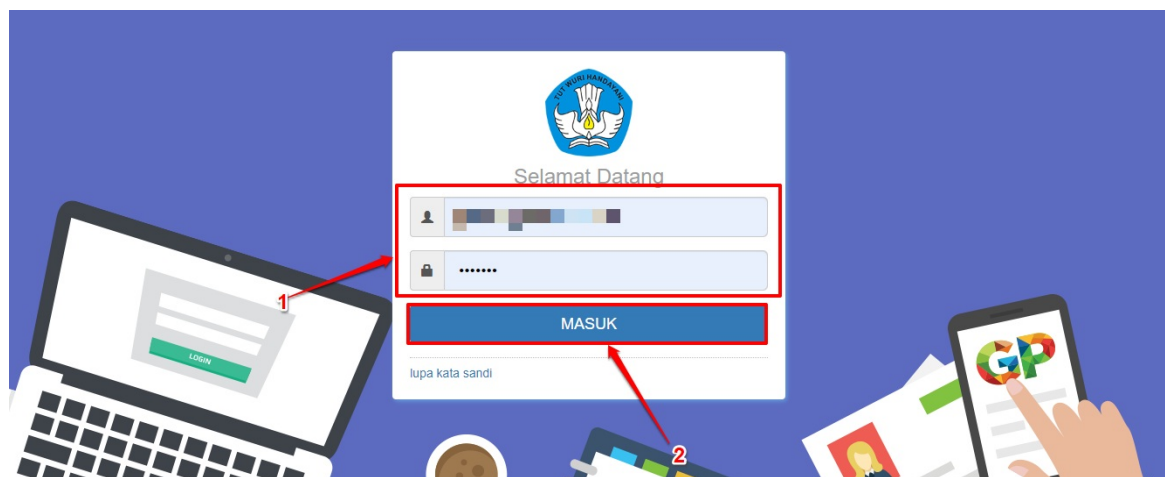 TUT WURI HANDAYANI
Selamat Datang
•••••••
1
MASUK
LOGIN
lupa kata sandi
GP
2